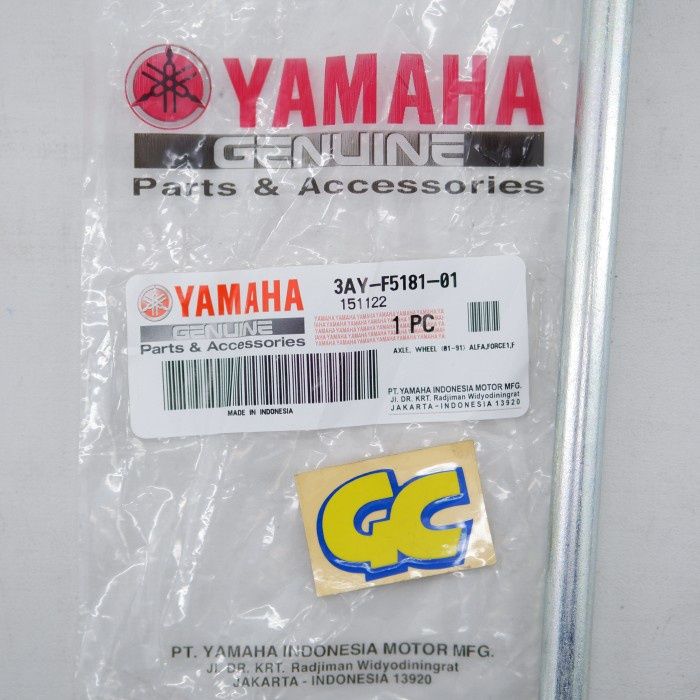 YAMAHA
GENUINE
Parts & Accessories
YAMAHA
GENUINE
Parts & Accessories
MADE IN INDONESIA
3AY-F5181-01
151122
1 PC
AXLE, WHEEL (81-91) ALFA,FORCE1,F
PT. YAMAHA INDONESIA MOTOR MFG.
Jl. DR. KRT. Radjiman Widyodiningrat
JAKARTA - INDONESIA 13920
GC
PT. YAMAHA INDONESIA MOTOR MFG.
Jl. DR. KRT. Radjiman Widyodiningrat
JAKARTA - INDONESIA 13920